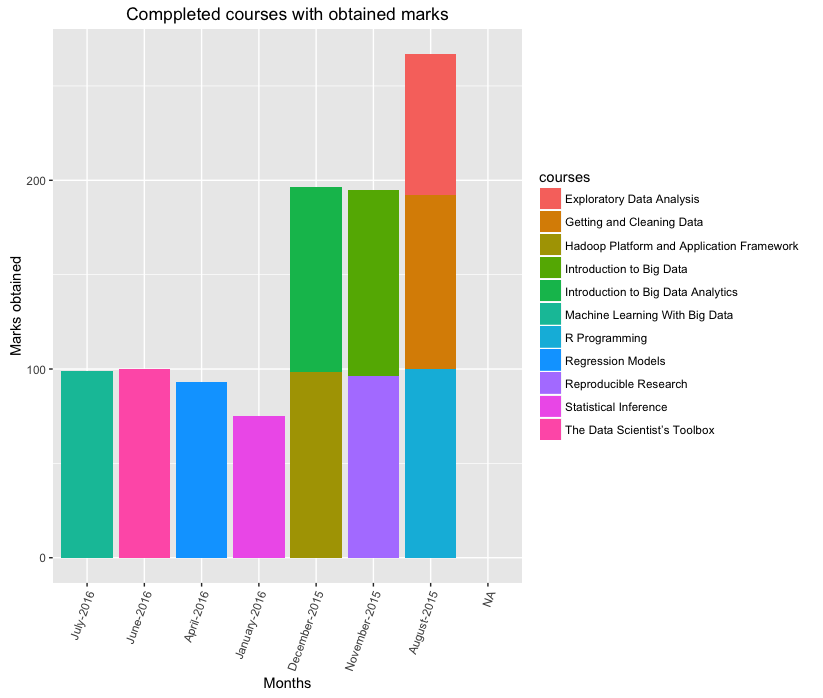 Comppleted courses with obtained marks
Marks obtained
200
100
0
July-2016
June-2016
April-2016
January-2016
December-2015
November-2015
August-2015
NA
Months
courses
Exploratory Data Analysis
Getting and Cleaning Data
Hadoop Platform and Application Framework
Introduction to Big Data
Introduction to Big Data Analytics
Machine Learning With Big Data
R Programming
Regression Models
Reproducible Research
Statistical Inference
The Data Scientist's Toolbox